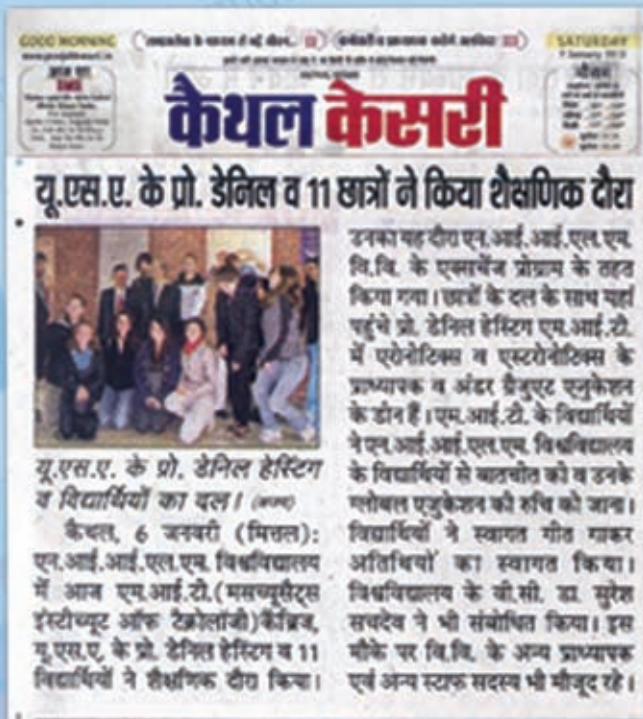 GOOD MORNING
SATURDAY
कैथल केसरी
यू.एस.ए. के प्रो. डेनिल व 11 छात्रों ने किया शैक्षणिक दौरा
यू.एस.ए. के प्रो. डेनिल हेस्टिंग
व विद्यार्थियों का दल।
कैथल, 6 जनवरी (मित्तल):
एन.आई.आई.एल.एम. विश्वविद्यालय
में आज एम.आई.टी.(मसच्यूसैट्स
इंस्टीच्यूट ऑफ टैक्नोलॉजी)कैंब्रिज,
यू.एस.ए. के प्रो. डेनिल हेस्टिंग व 11
विद्यार्थियों ने शैक्षणिक दौरा किया।
उनका यह दौरा एन.आई.आई.एल.एम.
वि.वि. के एक्सचेंज प्रोग्राम के तहत
किया गया। छात्रों के दल के साथ यहां
पहुंचे प्रो. डेनिल हेस्टिंग एम.आई.टी.
में एरोनोटिक्स व एस्टरोनोटिक्स के
प्राध्यापक व अंडर ग्रैजुएट एजुकेशन
के डीन हैं। एम.आई.टी. के विद्यार्थियों
ने एन.आई.आई.एल.एम. विश्वविद्यालय
के विद्यार्थियों से बातचीत की व उनके
ग्लोबल एजुकेशन की रुचि को जाना।
विद्यार्थियों ने स्वागत गीत गाकर
अतिथियों का स्वागत किया।
विश्वविद्यालय के वी.सी. डा. सुरेश
सचदेव ने भी संबोधित किया। इस
मौके पर वि.वि. के अन्य प्राध्यापक
एवं अन्य स्टाफ सदस्य भी मौजूद रहे।